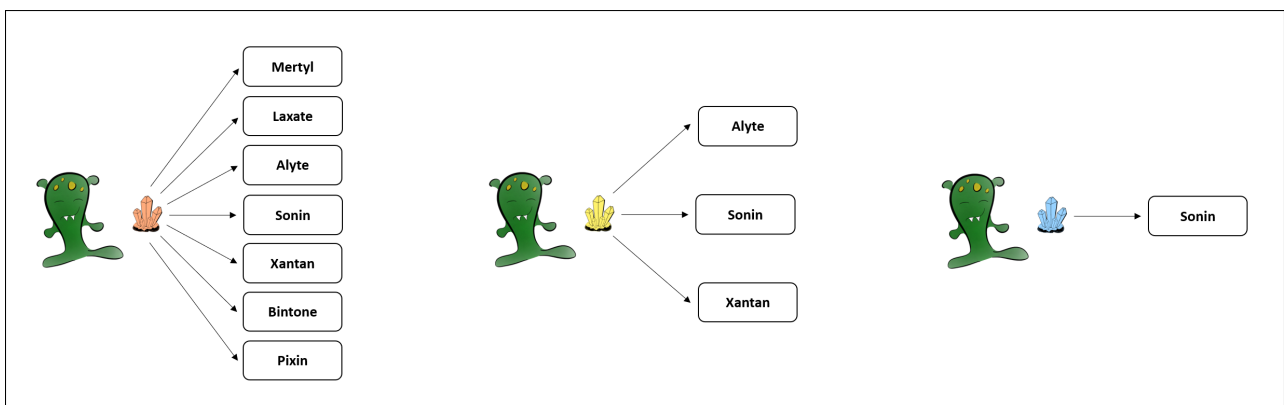 Mertyl
Laxate
Alyte
Sonin
Xantan
Bintone
Pixin
Alyte
Sonin
Xantan
Sonin